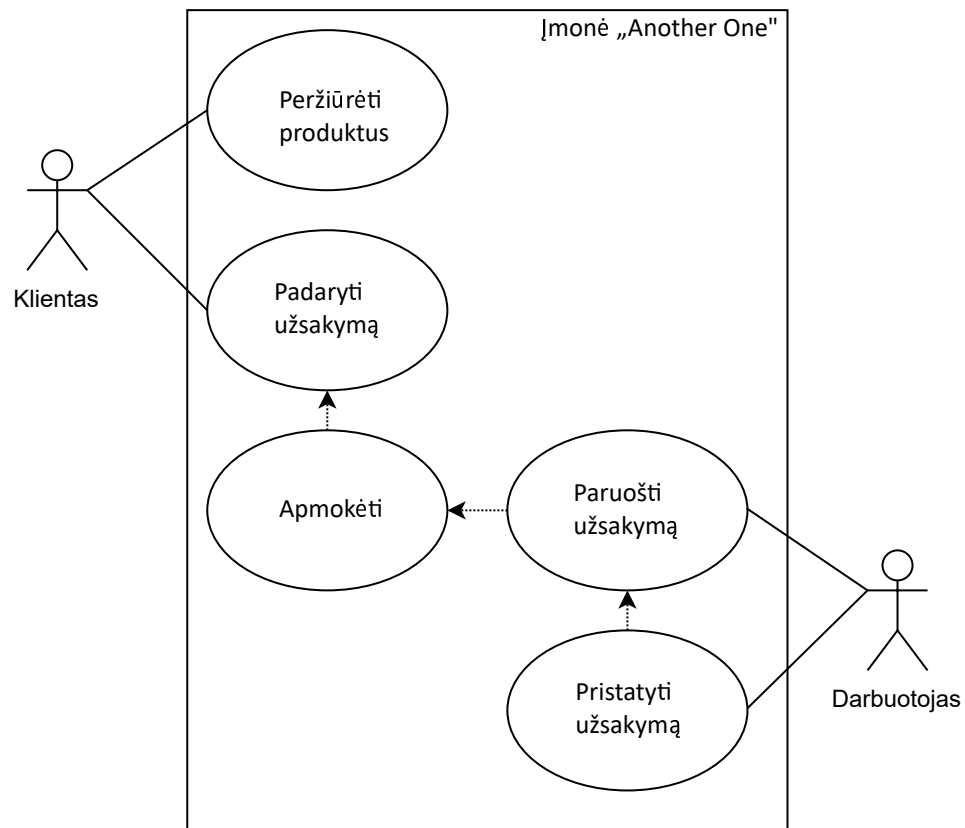 Įmonė „Another One"
Peržiūrėti
produktus
Klientas
Padaryti
užsakymą
Apmokėti
Paruošti
užsakymą
Pristatyti
užsakymą
Darbuotojas